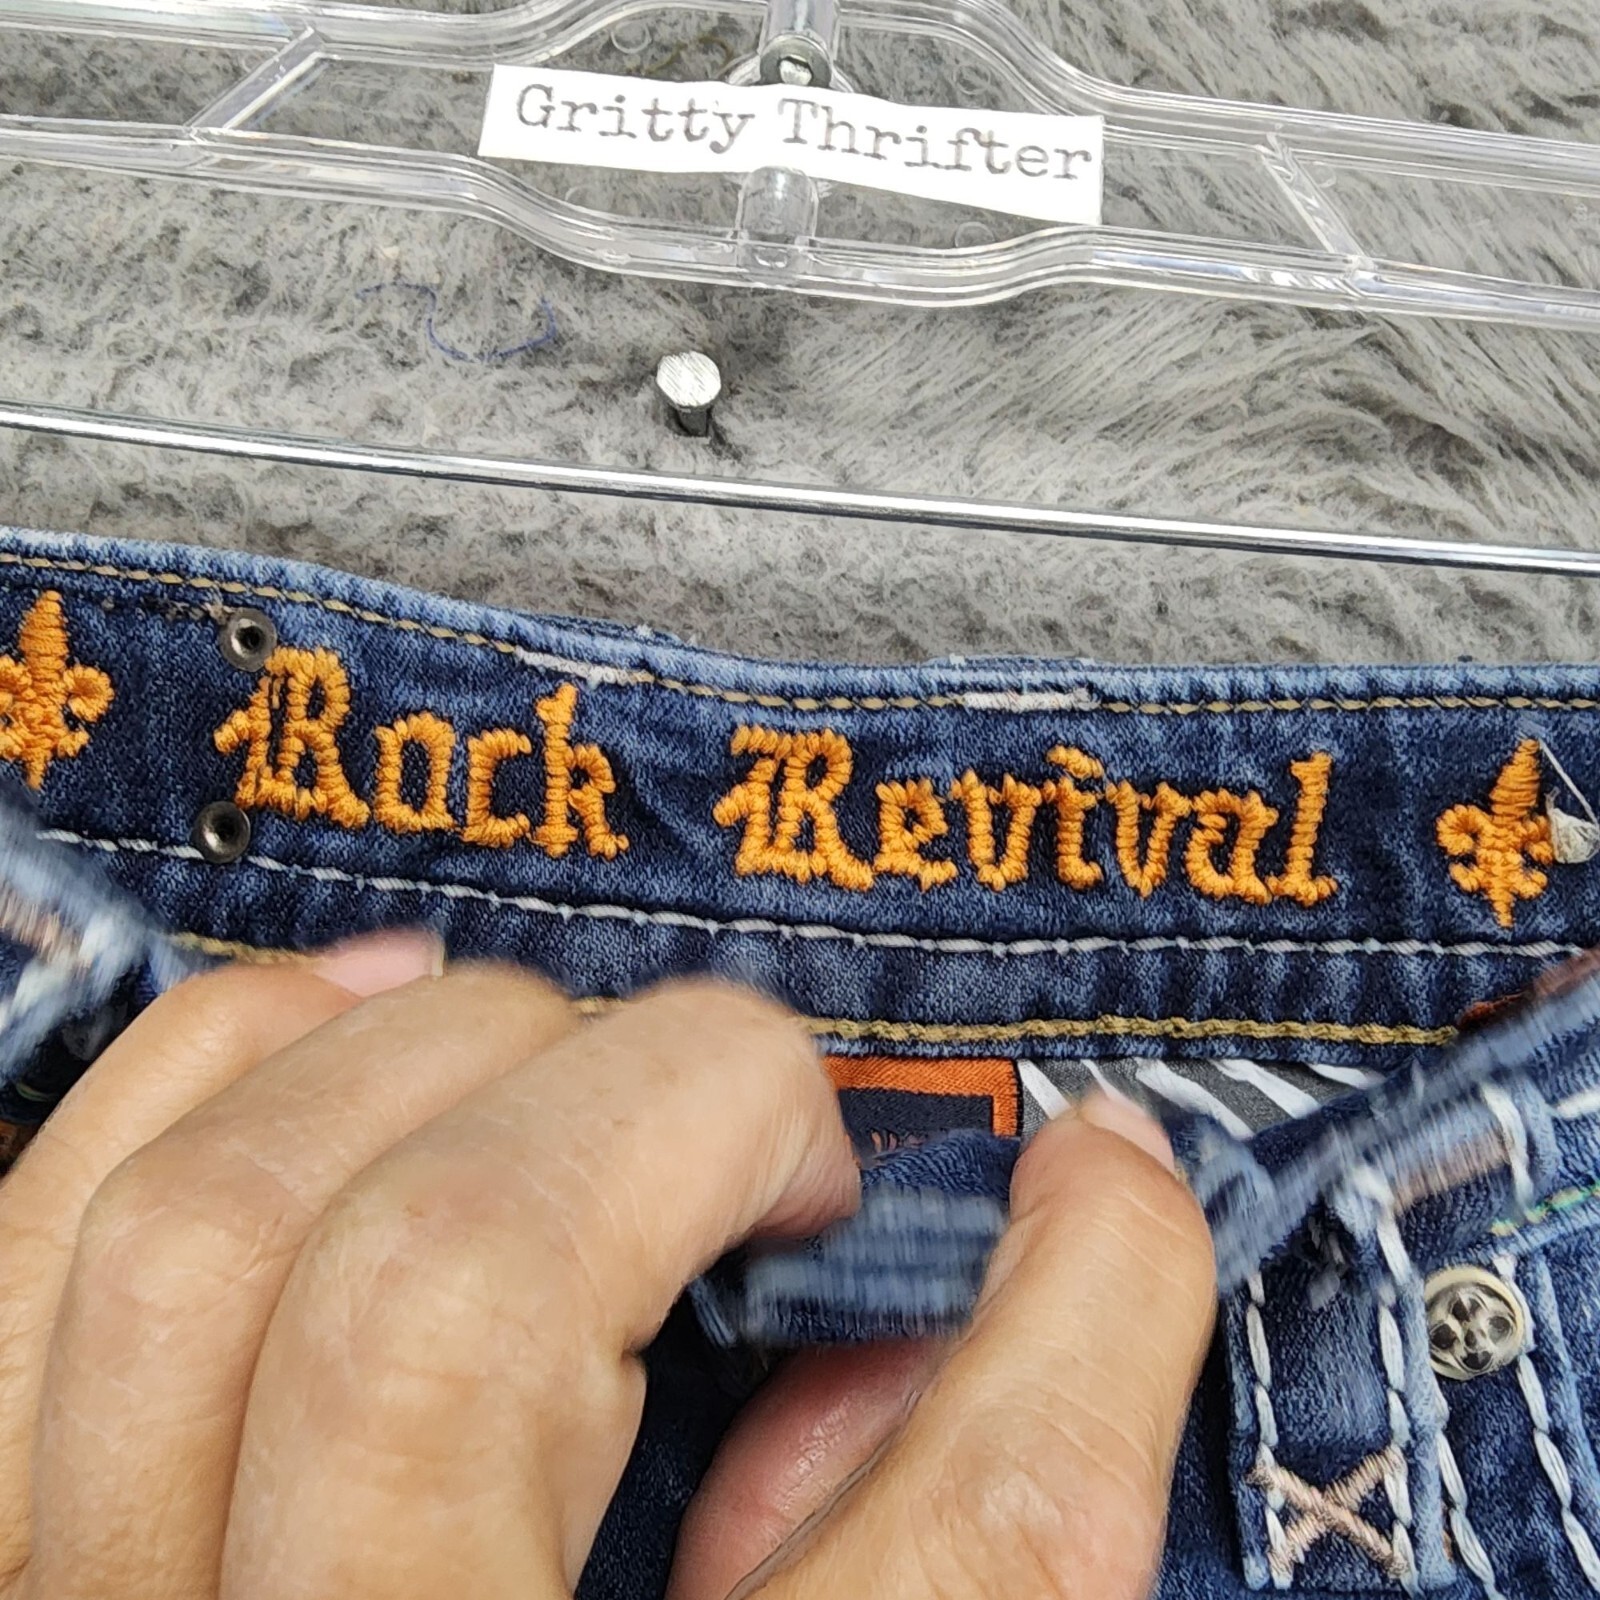 Gritty Thrifter
Rock Revival